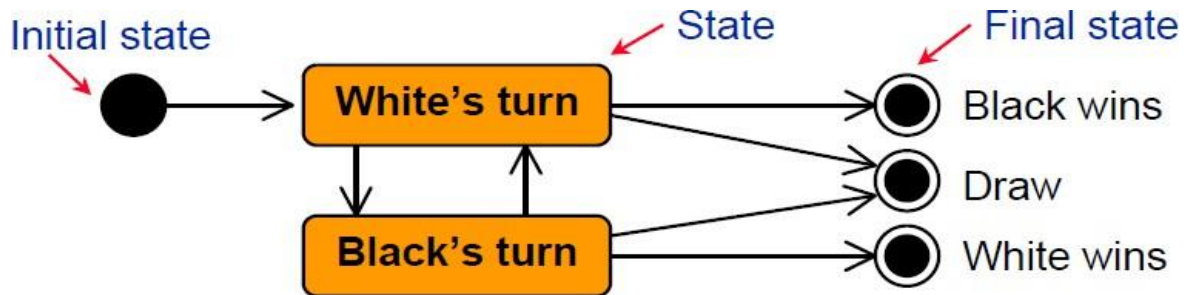 Initial state
State
Final state
White's turn
Black wins
Draw
Black's turn
White wins